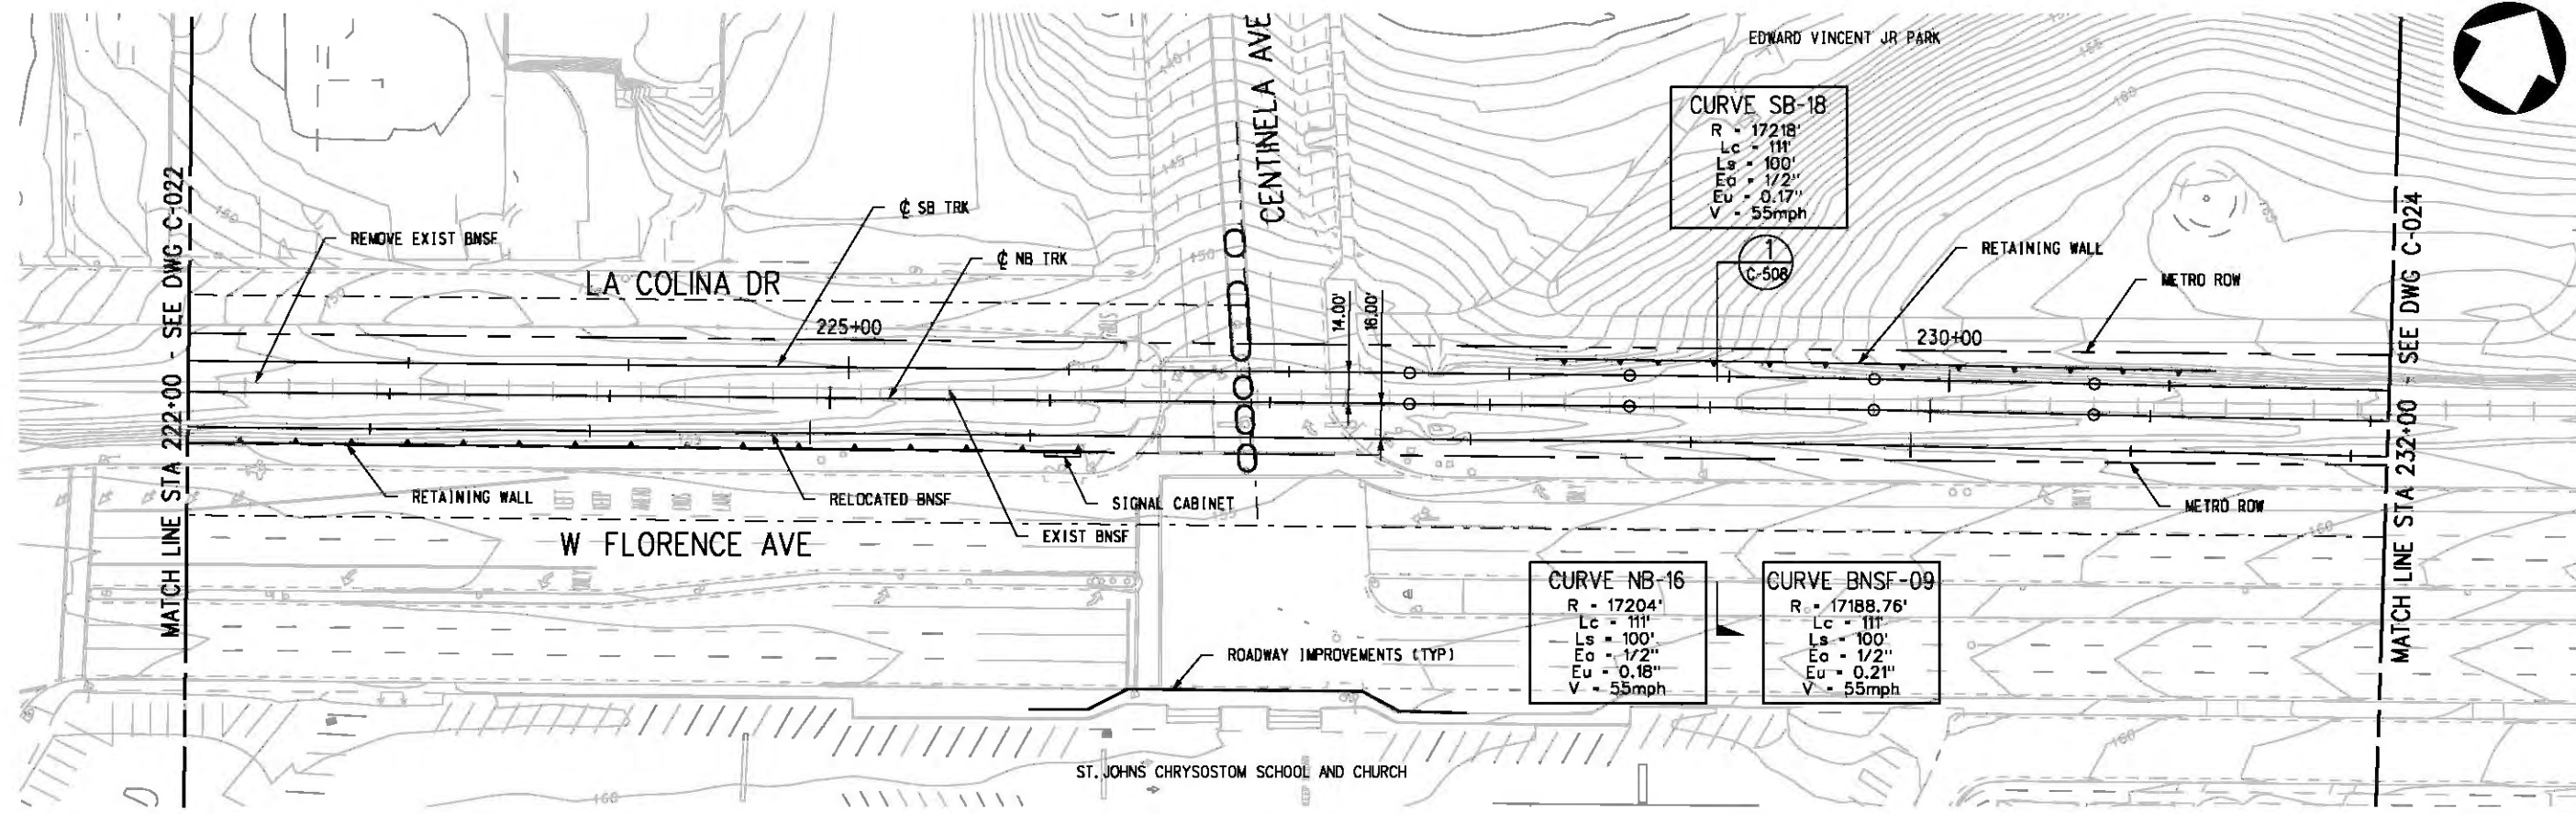 EDWARD VINCENT JR PARK
CENTINELA AVE
CURVE SB-18
R = 17218'
Lc = 111'
Ls = 100'
Ea = 1/2"
Eu = 0.17"
V = 55mph
1
C-508
RETAINING WALL
METRO ROW
MATCH LINE STA 222+00 - SEE DWG C-022
REMOVE EXIST BNSF
℄ SB TRK
℄ NB TRK
LA COLINA DR
225+00
14.00'
16.00'
230+00
MATCH LINE STA 232+00 - SEE DWG C-024
RETAINING WALL
RELOCATED BNSF
SIGNAL CABINET
EXIST BNSF
METRO ROW
W FLORENCE AVE
CURVE NB-16
R = 17204'
Lc = 111'
Ls = 100'
Ea = 1/2"
Eu = 0.18"
V = 55mph
CURVE BNSF-09
R = 17188.76'
Lc = 111'
Ls = 100'
Ea = 1/2"
Eu = 0.21"
V = 55mph
ROADWAY IMPROVEMENTS (TYP)
ST. JOHNS CHRYSOSTOM SCHOOL AND CHURCH
160
160